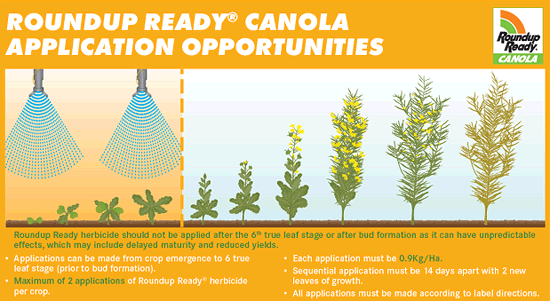 ROUNDUP READY® CANOLA
APPLICATION OPPORTUNITIES
Roundup
Ready.
CANOLA
Roundup Ready herbicide should not be applied after the 6th true leaf stage or after bud formation as it can have unpredictable
effects, which may include delayed maturity and reduced yields.
• Applications can be made from crop emergence to 6 true
leaf stage (prior to bud formation).
• Maximum of 2 applications of Roundup Ready® herbicide
per crop.
• Each application must be 0.9Kg/Ha.
• Sequential application must be 14 days apart with 2 new
leaves of growth.
• All applications must be made according to label directions.